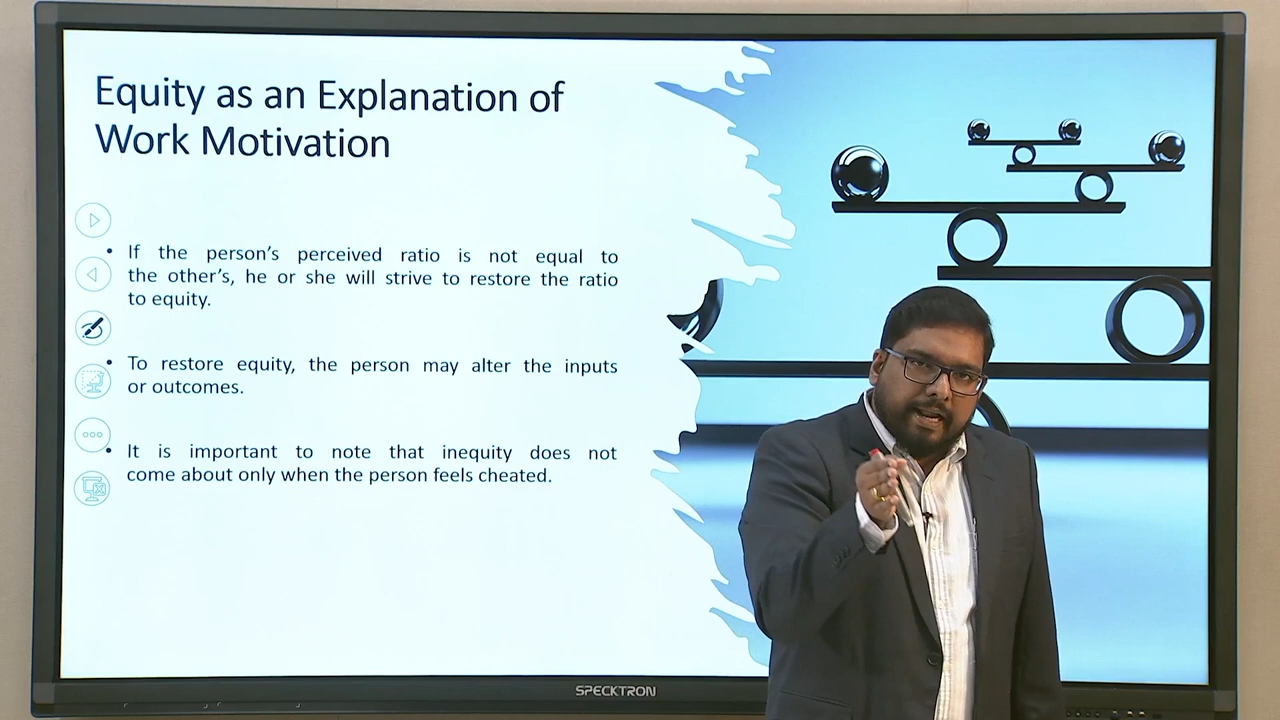 Equity as an Explanation of
Work Motivation
• If the person's perceived ratio is not equal to
the other's, he or she will strive to restore the ratio
to equity.
• To restore equity, the person may alter the inputs
or outcomes.
• It is important to note that inequity does not
come about only when the person feels cheated.
SPECKTRON